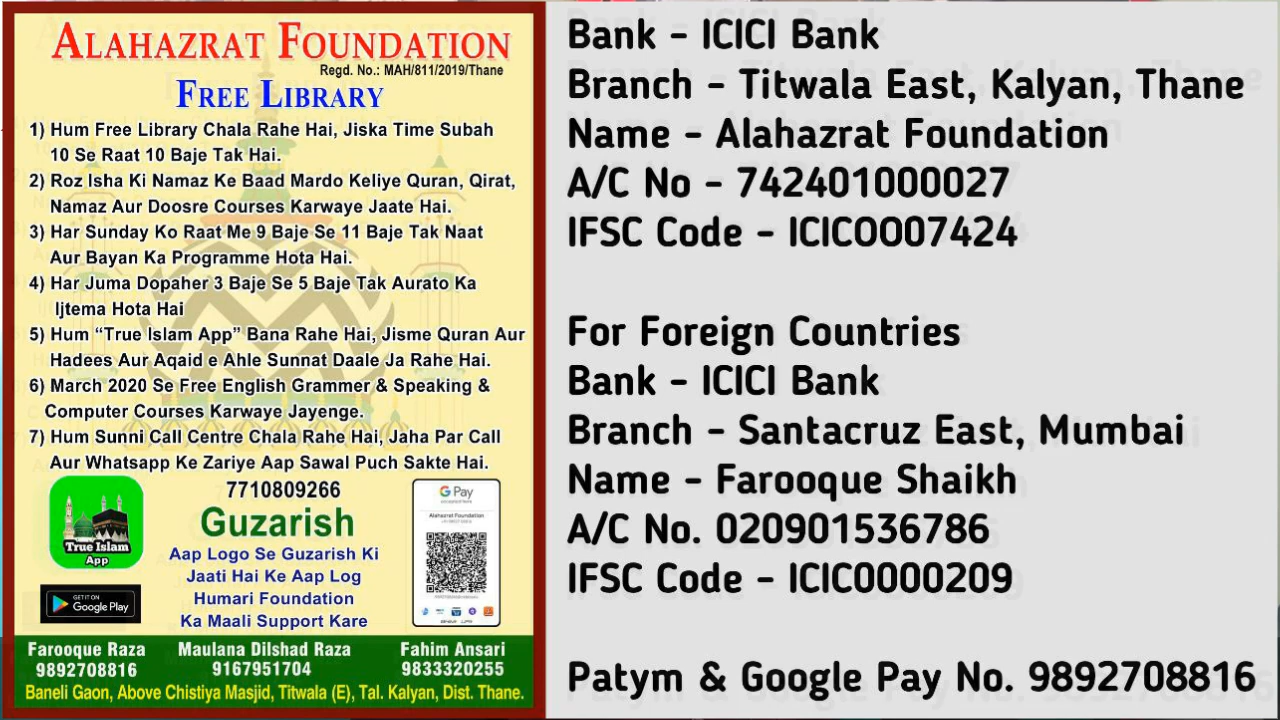 ALAHAZRAT FOUNDATION
Regd. No.: MAH/811/2019/Thane
FREE LIBRARY
1) Hum Free Library Chala Rahe Hai, Jiska Time Subah
10 Se Raat 10 Baje Tak Hai.
2) Roz Isha Ki Namaz Ke Baad Mardo Keliye Quran, Qirat,
Namaz Aur Doosre Courses Karwaye Jaate Hai.
3) Har Sunday Ko Raat Me 9 Baje Se 11 Baje Tak Naat
Aur Bayan Ka Programme Hota Hai.
4) Har Juma Dopaher 3 Baje Se 5 Baje Tak Aurato Ka
Ijtema Hota Hai
5) Hum “True Islam App” Bana Rahe Hai, Jisme Quran Aur
Hadees Aur Aqaid e Ahle Sunnat Daale Ja Rahe Hai.
6) March 2020 Se Free English Grammer & Speaking &
Computer Courses Karwaye Jayenge.
7) Hum Sunni Call Centre Chala Rahe Hai, Jaha Par Call
Aur Whatsapp Ke Zariye Aap Sawal Puch Sakte Hai.
7710809266
Guzarish
Aap Logo Se Guzarish Ki
Jaati Hai Ke Aap Log
Humari Foundation
Ka Maali Support Kare
True Islam
App
GET IT ON
Google Play
G Pay
Alahazrat Foundation
Farooque Raza
9892708816
Maulana Dilshad Raza
9167951704
Fahim Ansari
9833320255
Baneli Gaon, Above Chistiya Masjid, Titwala (E), Tal. Kalyan, Dist. Thane.
Bank - ICICI Bank
Branch - Titwala East, Kalyan, Thane
Name - Alahazrat Foundation
A/C No - 742401000027
IFSC Code - ICICOOO7424
For Foreign Countries
Bank - ICICI Bank
Branch - Santacruz East, Mumbai
Name - Farooque Shaikh
A/C No. 020901536786
IFSC Code - ICIC0000209
Patym & Google Pay No. 9892708816